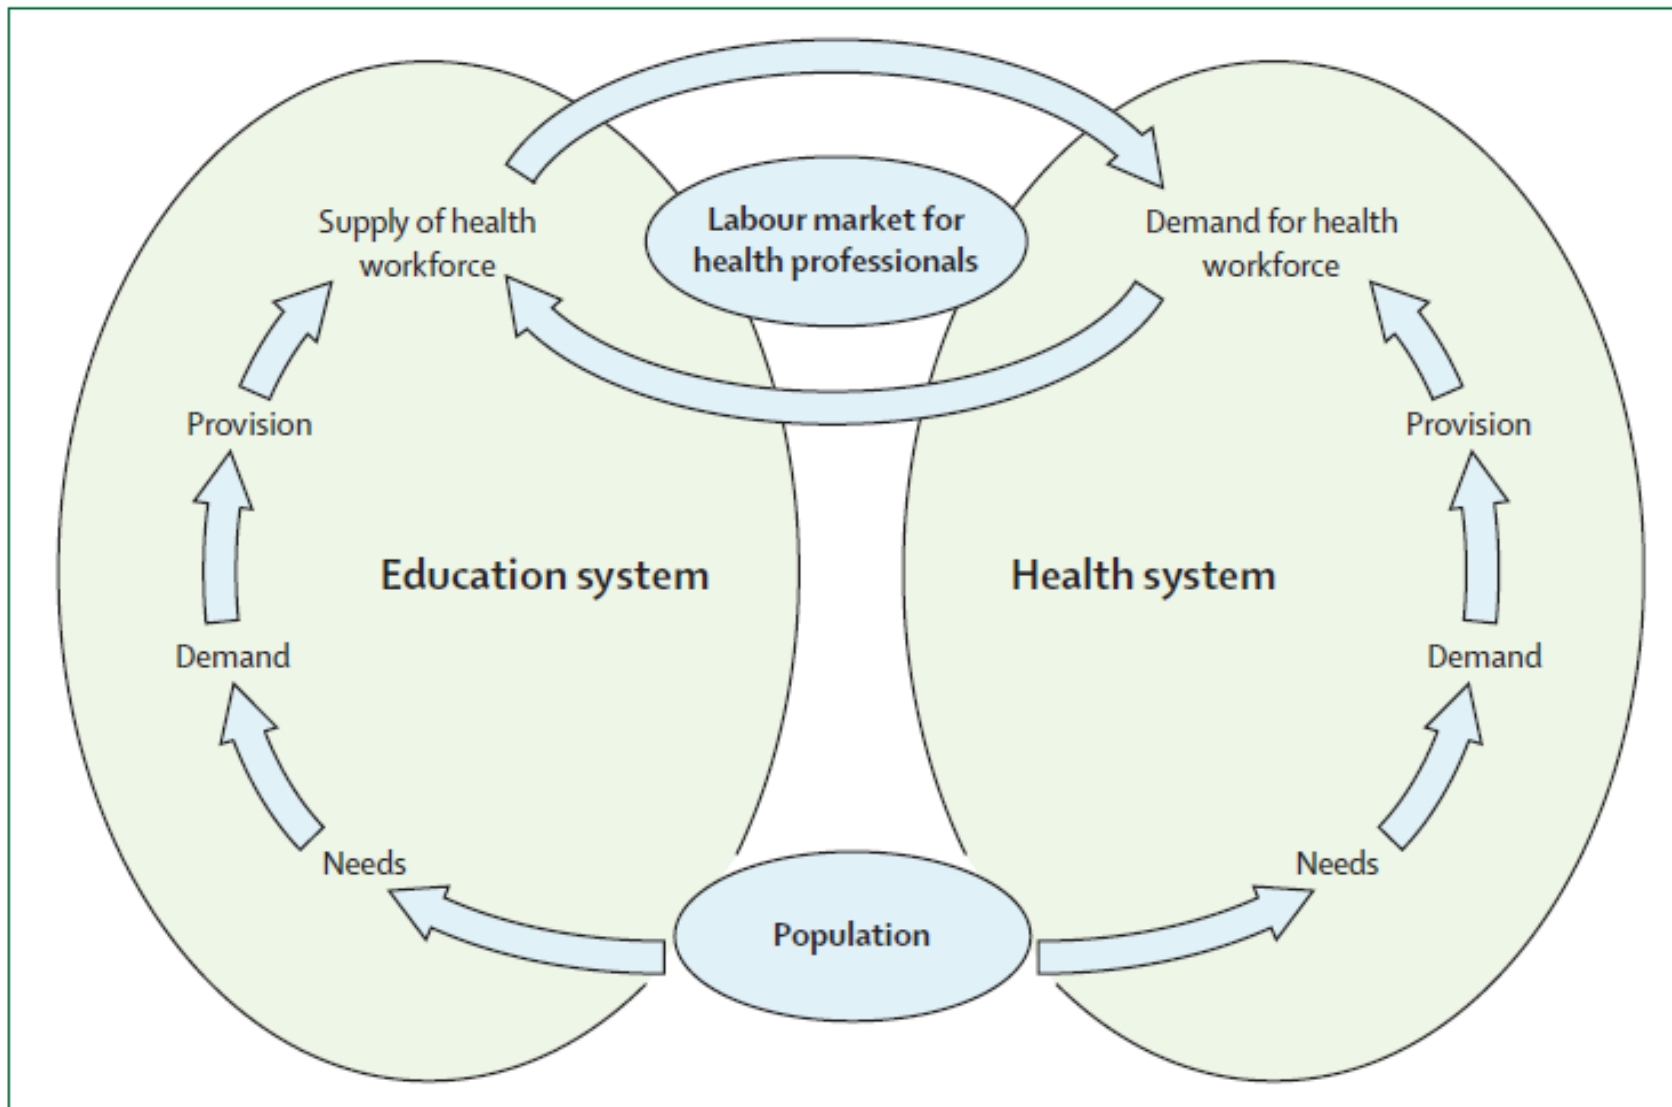 Supply of health
workforce
Labour market for
health professionals
Demand for health
workforce
Provision
Provision
Education system
Health system
Demand
Demand
Needs
Needs
Population